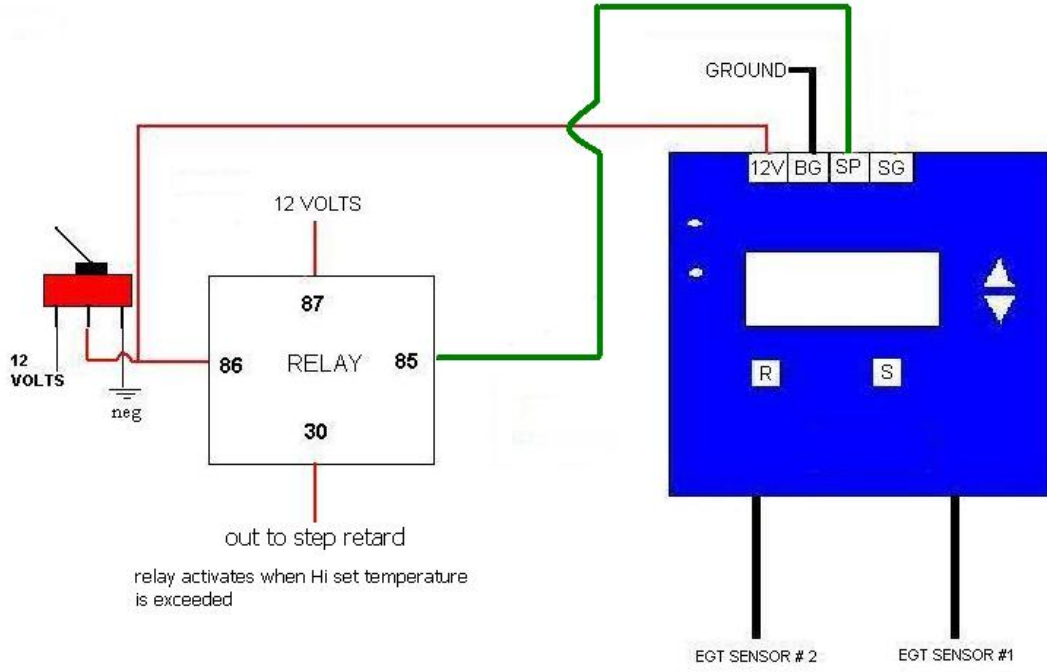 GROUND
12V BG SP SG
12 VOLTS
87
86 RELAY 85
30
12
VOLTS
neg
R S
out to step retard
relay activates when Hi set temperature
is exceeded
EGT SENSOR # 2 EGT SENSOR #1